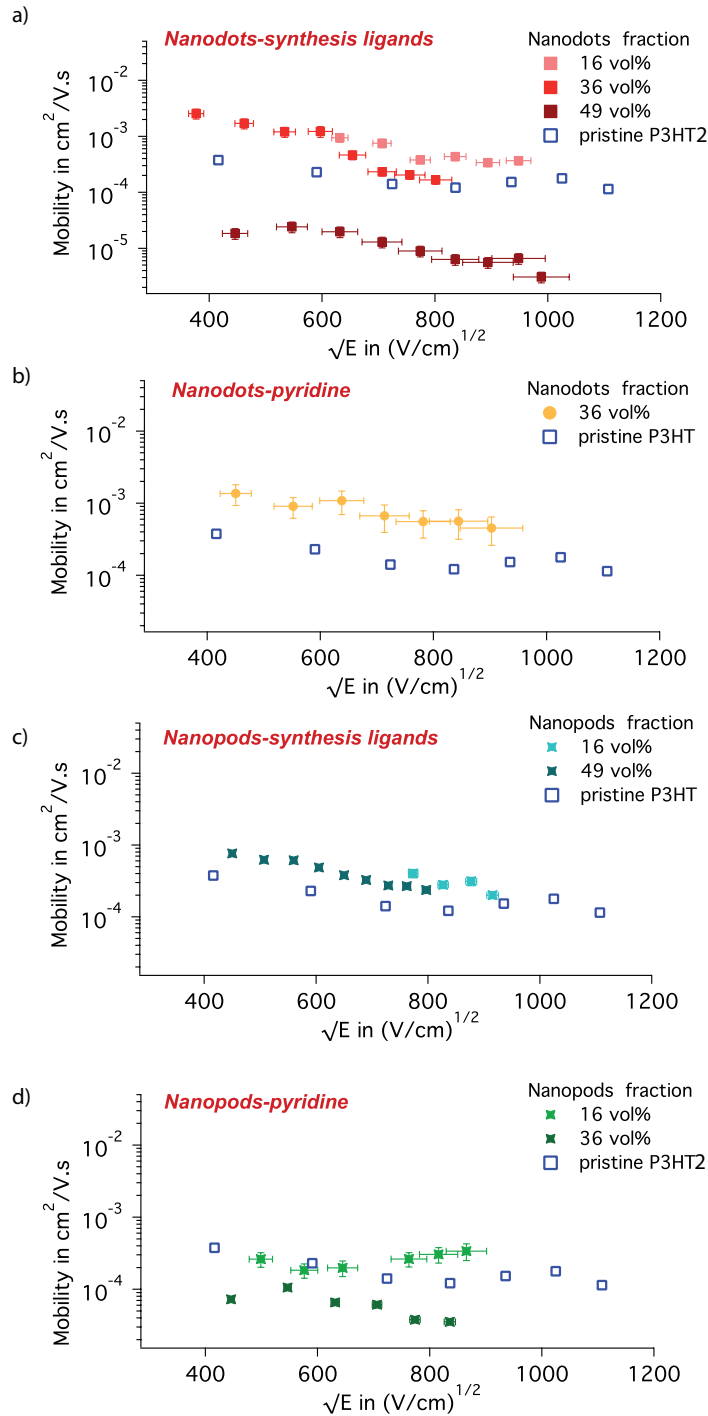 a)
Nanodots-synthesis ligands
Nanodots fraction
16 vol%
36 vol%
49 vol%
pristine P3HT2
Mobility in cm²/V.s
10⁻²
10⁻³
10⁻⁴
10⁻⁵
400 600 800 1000 1200
√E in (V/cm)^1/2
b)
Nanodots-pyridine
Nanodots fraction
36 vol%
pristine P3HT
Mobility in cm²/V.s
10⁻²
10⁻³
10⁻⁴
400 600 800 1000 1200
√E in (V/cm)^1/2
c)
Nanopods-synthesis ligands
Nanopods fraction
16 vol%
49 vol%
pristine P3HT
Mobility in cm²/V.s
10⁻²
10⁻³
10⁻⁴
400 600 800 1000 1200
√E in (V/cm)^1/2
d)
Nanopods-pyridine
Nanopods fraction
16 vol%
36 vol%
pristine P3HT2
Mobility in cm²/V.s
10⁻²
10⁻³
10⁻⁴
400 600 800 1000 1200
√E in (V/cm)^1/2